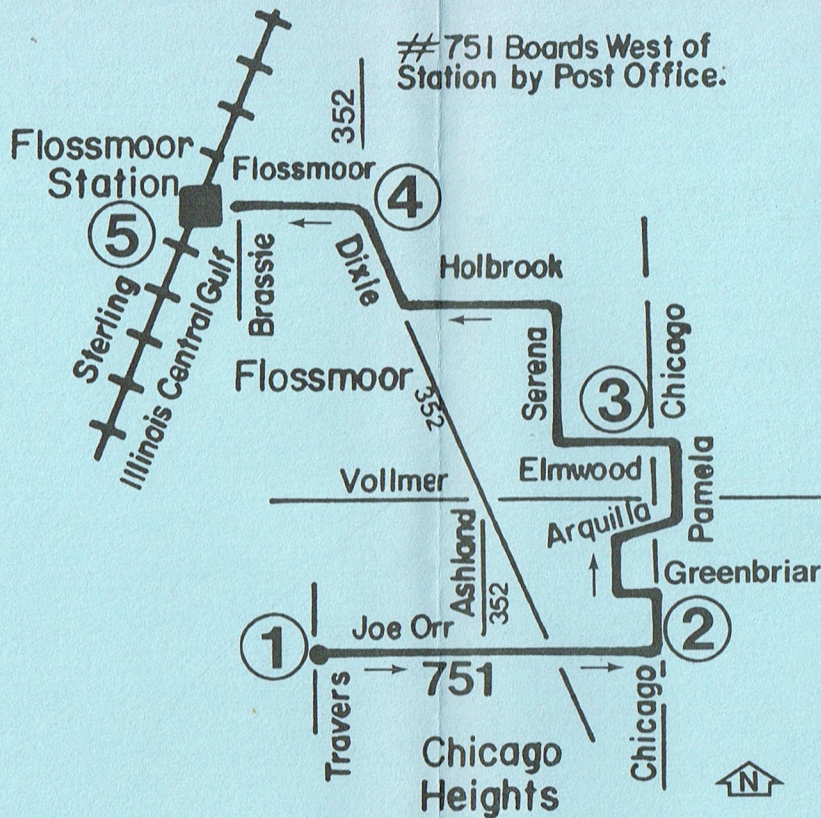 # 751 Boards West of
Station by Post Office.
352
Flossmoor
Station
Flossmoor
4
5
Sterling
Illinois Central Gulf
Brassie
Dixie
Holbrook
Serena
3
Chicago
Flossmoor
352
Vollmer
Elmwood
Pamela
Arquilla
Ashland
352
Greenbriar
1
Joe Orr
2
751
Travers
Chicago
Chicago
Heights
N